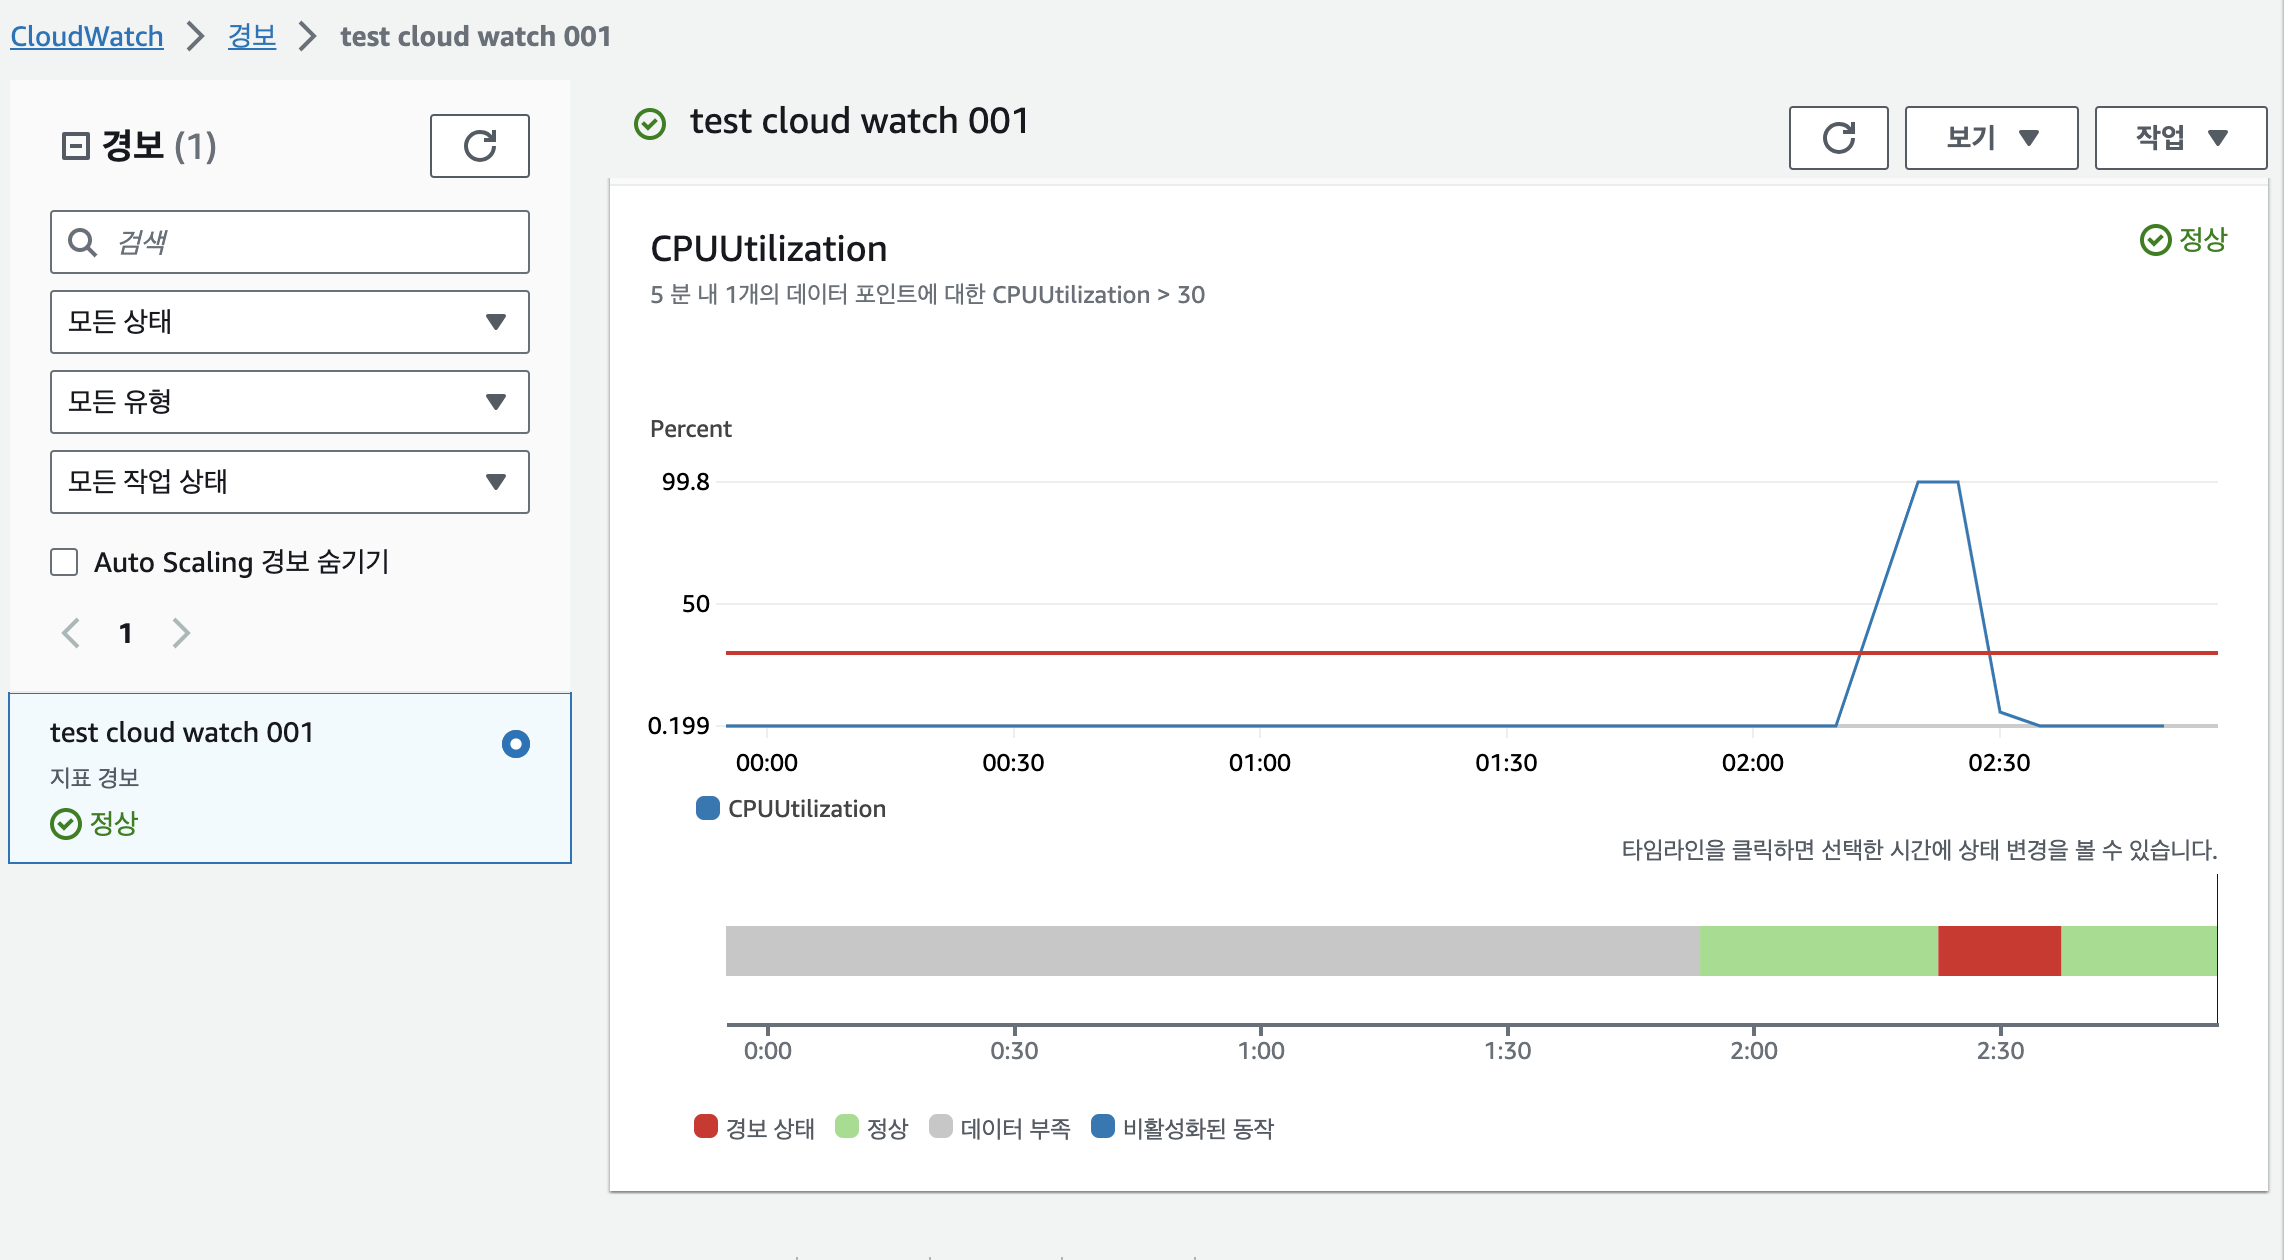 CloudWatch > 경보 > test cloud watch 001
경보 (1)
검색
모든 상태
모든 유형
모든 작업 상태
Auto Scaling 경보 숨기기
1
test cloud watch 001
지표 경보
정상
test cloud watch 001
보기
작업
CPUUtilization
정상
5 분 내 1개의 데이터 포인트에 대한 CPUUtilization > 30
Percent
99.8
50
0.199
00:00 00:30 01:00 01:30 02:00 02:30
CPUUtilization
타임라인을 클릭하면 선택한 시간에 상태 변경을 볼 수 있습니다.
0:00 0:30 1:00 1:30 2:00 2:30
경보 상태 정상 데이터 부족 비활성화된 동작